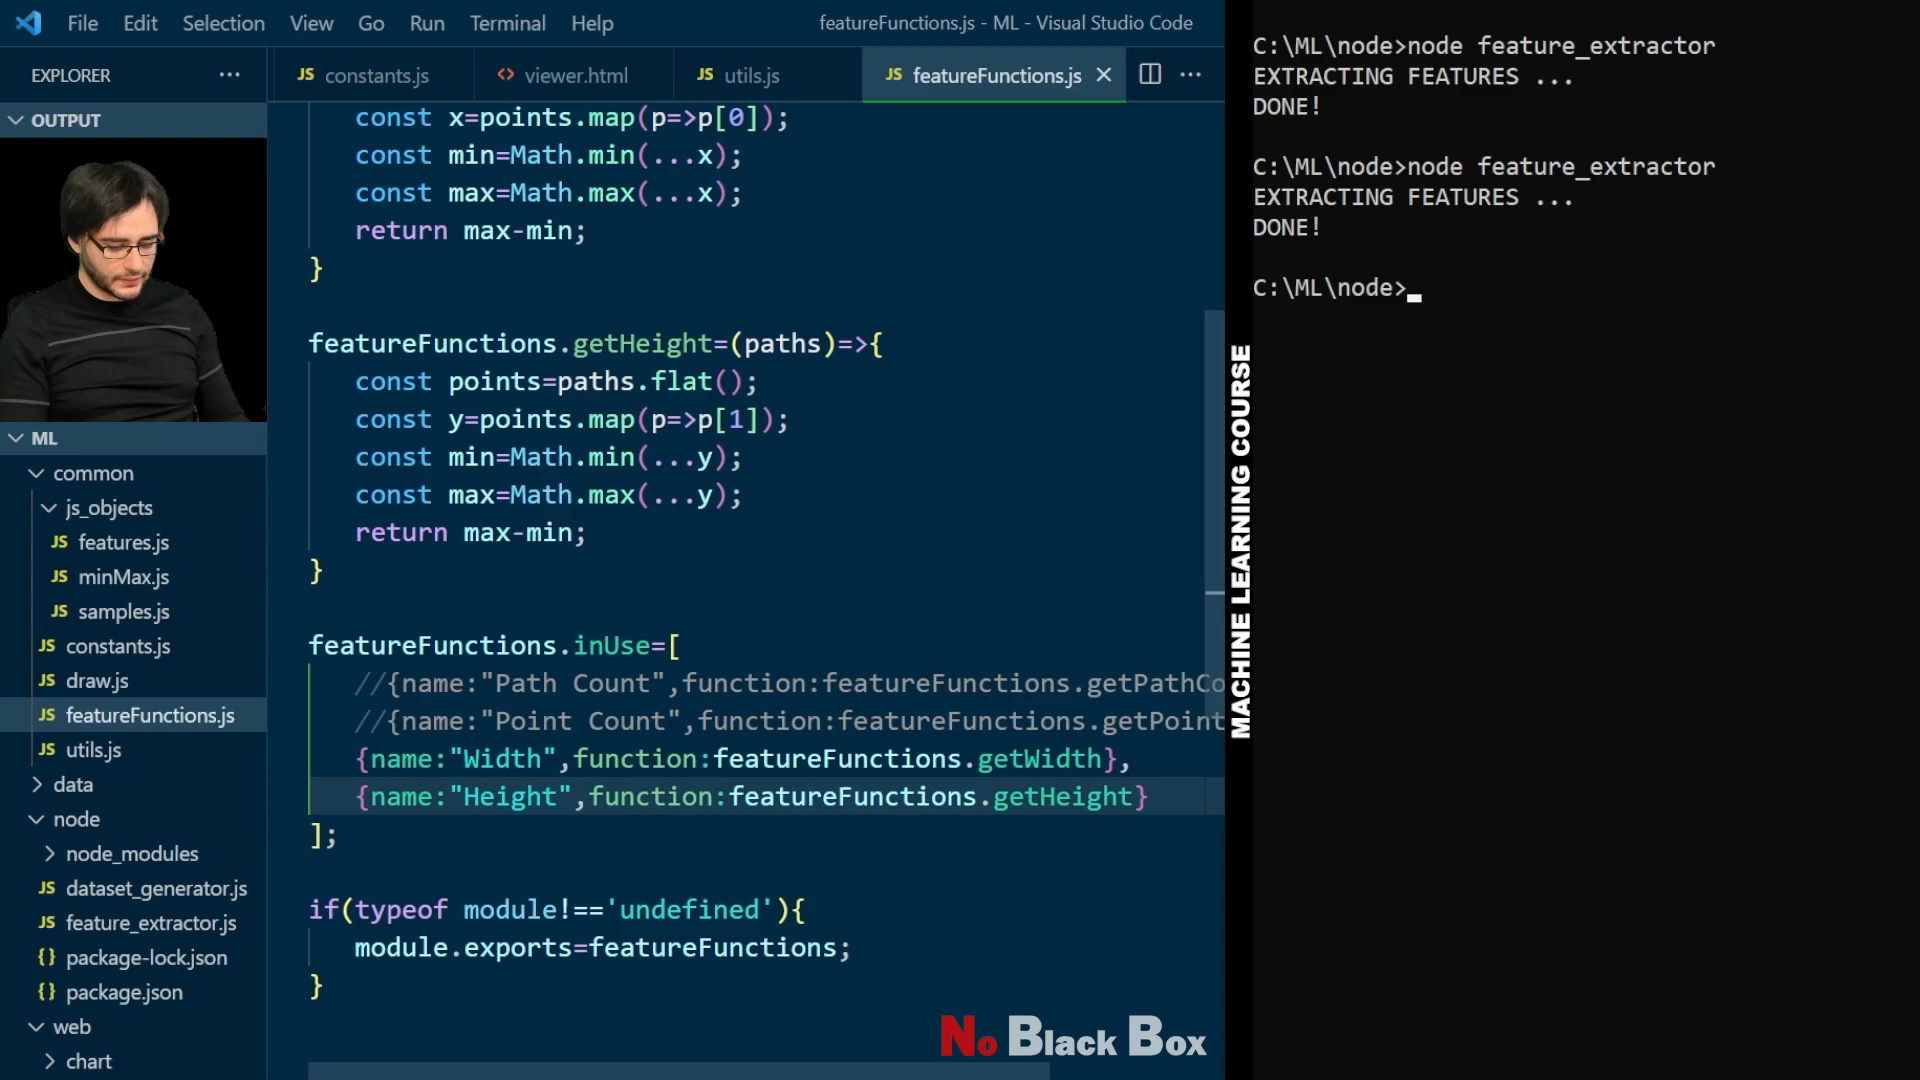 File Edit Selection View Go Run Terminal Help
featureFunctions.js - ML - Visual Studio Code
EXPLORER
JS constants.js
<> viewer.html
JS utils.js
JS featureFunctions.js
OUTPUT
ML
common
js_objects
JS features.js
JS minMax.js
JS samples.js
JS constants.js
JS draw.js
JS featureFunctions.js
JS utils.js
data
node
node_modules
JS dataset_generator.js
JS feature_extractor.js
{} package-lock.json
{} package.json
web
chart
const x=points.map(p=>p[0]);
const min=Math.min(...x);
const max=Math.max(...x);
return max-min;
}
featureFunctions.getHeight=(paths)=>{
const points=paths.flat();
const y=points.map(p=>p[1]);
const min=Math.min(...y);
const max=Math.max(...y);
return max-min;
}
featureFunctions.inUse=[
//{name:"Path Count",function:featureFunctions.getPathCo
//{name:"Point Count",function:featureFunctions.getPoint
{name:"Width",function:featureFunctions.getWidth},
{name:"Height",function:featureFunctions.getHeight}
];
if(typeof module!=='undefined'){
module.exports=featureFunctions;
}
No Black Box
MACHINE LEARNING COURSE
C:\ML\node>node feature_extractor
EXTRACTING FEATURES ...
DONE!
C:\ML\node>node feature_extractor
EXTRACTING FEATURES ...
DONE!
C:\ML\node>